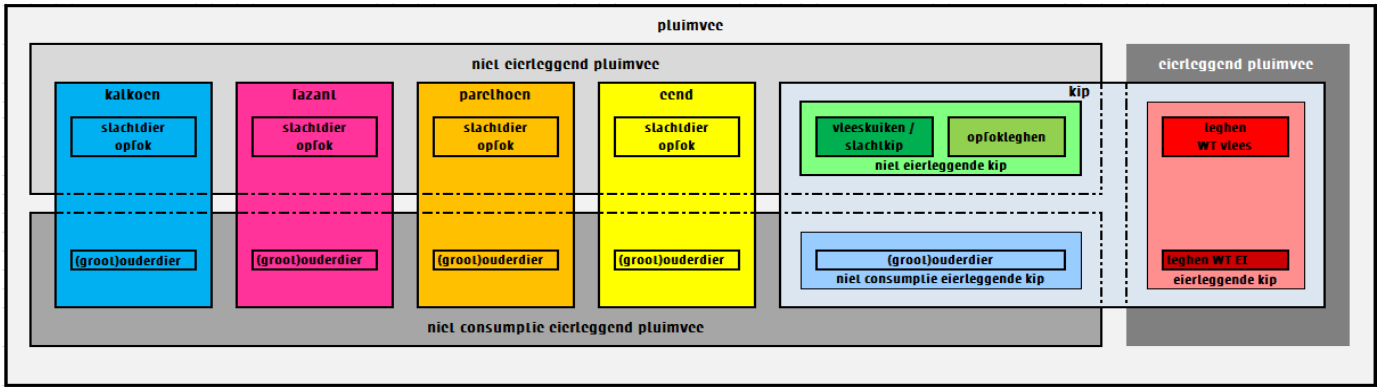 pluimvee
niet eierleggend pluimvee
eierleggend pluimvee
kalkoen
fazant
parelhoen
eend
kip
slachtdier
opfok
slachtdier
opfok
slachtdier
opfok
slachtdier
opfok
vleeskuiken /
slachtkip
opfokleghen
niet eierleggende kip
leghen
WT vlees
(groot)ouderdier
(groot)ouderdier
(groot)ouderdier
(groot)ouderdier
(groot)ouderdier
niet consumptie eierleggende kip
leghen WT EI
eierleggende kip
niet consumptie eierleggend pluimvee